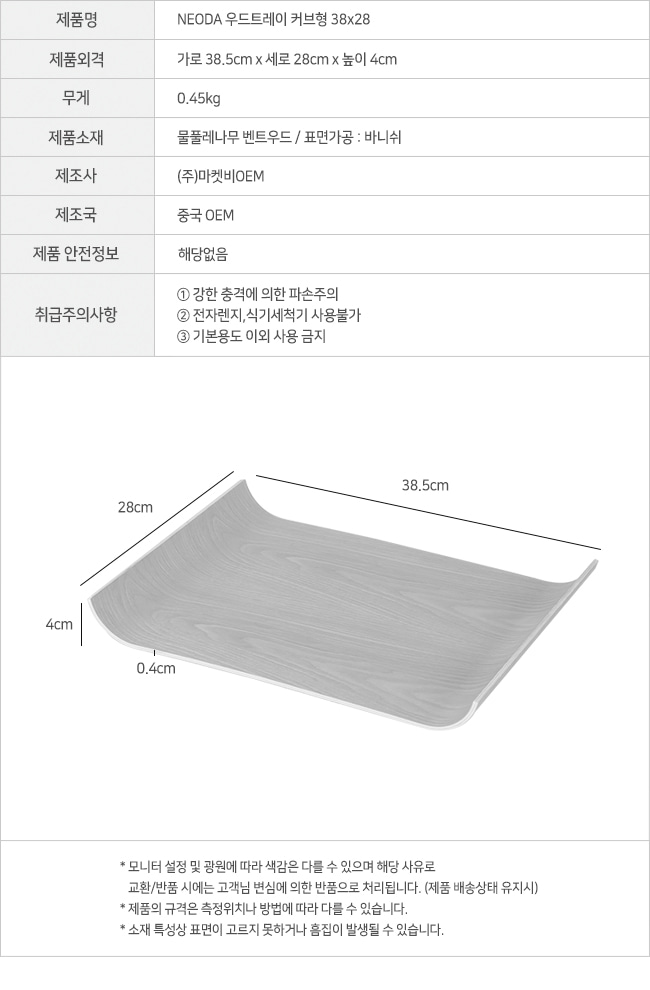 제품명 NEODA 우드트레이 커브형 38x28
제품외격 가로 38.5cm x 세로 28cm x 높이 4cm
무게 0.45kg
제품소재 물풀레나무 벤트우드 / 표면가공 : 바니쉬
제조사 (주)마켓비OEM
제조국 중국 OEM
제품 안전정보 해당없음
취급주의사항
① 강한 충격에 의한 파손주의
② 전자렌지,식기세척기 사용불가
③ 기본용도 이외 사용 금지
38.5cm
28cm
4cm
0.4cm
* 모니터 설정 및 광원에 따라 색감은 다를 수 있으며 해당 사유로
교환/반품 시에는 고객님 변심에 의한 반품으로 처리됩니다. (제품 배송상태 유지시)
* 제품의 규격은 측정위치나 방법에 따라 다를 수 있습니다.
* 소재 특성상 표면이 고르지 못하거나 흠집이 발생될 수 있습니다.